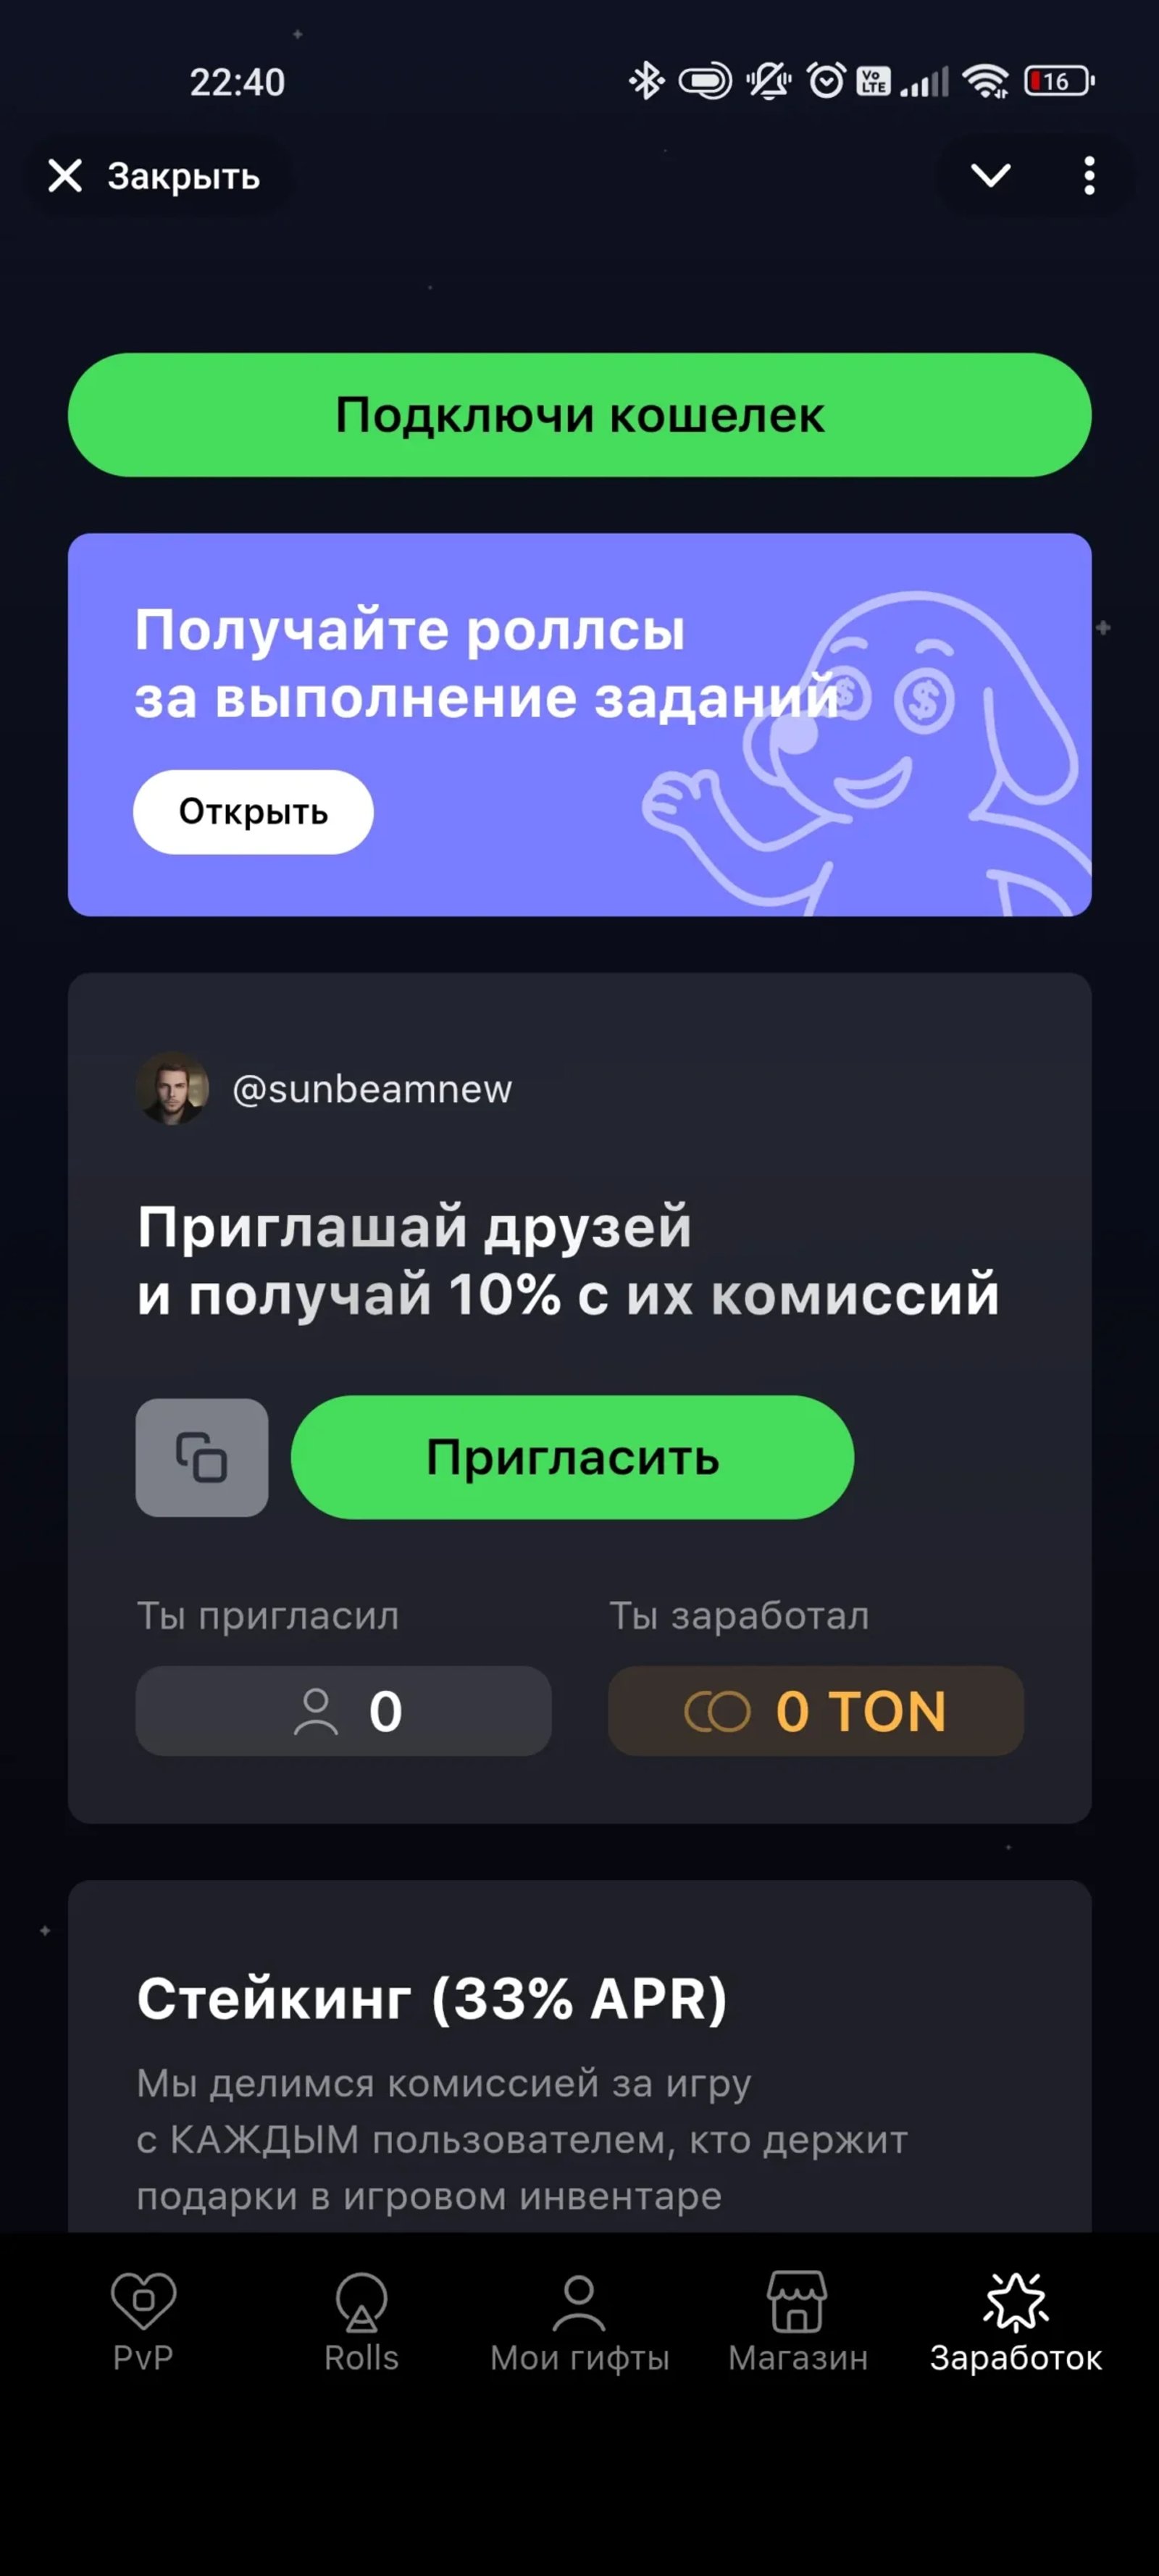 22:40
Vo
LTE
16
Закрыть
Подключи кошелек
Получайте роллсы
за выполнение заданий
Открыть
@sunbeamnew
Приглашай друзей
и получай 10% с их комиссий
Пригласить
Ты пригласил
Ты заработал
0
0 TON
Стейкинг (33% APR)
Мы делимся комиссией за игру
с КАЖДЫМ пользователем, кто держит
подарки в игровом инвентаре
PvP
Rolls
Мои гифты
Магазин
Заработок